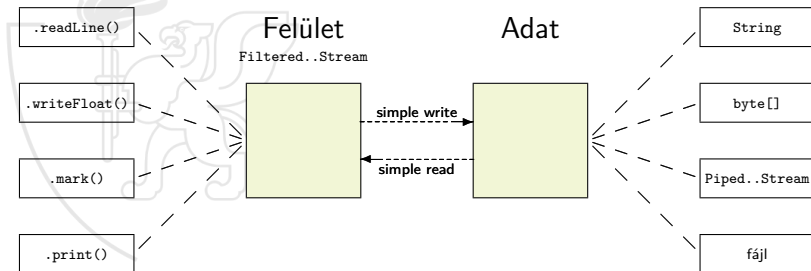 Felület
Adat
Filtered..Stream
.readLine()
.writeFloat()
.mark()
.print()
simple write
simple read
String
byte[]
Piped..Stream
fájl